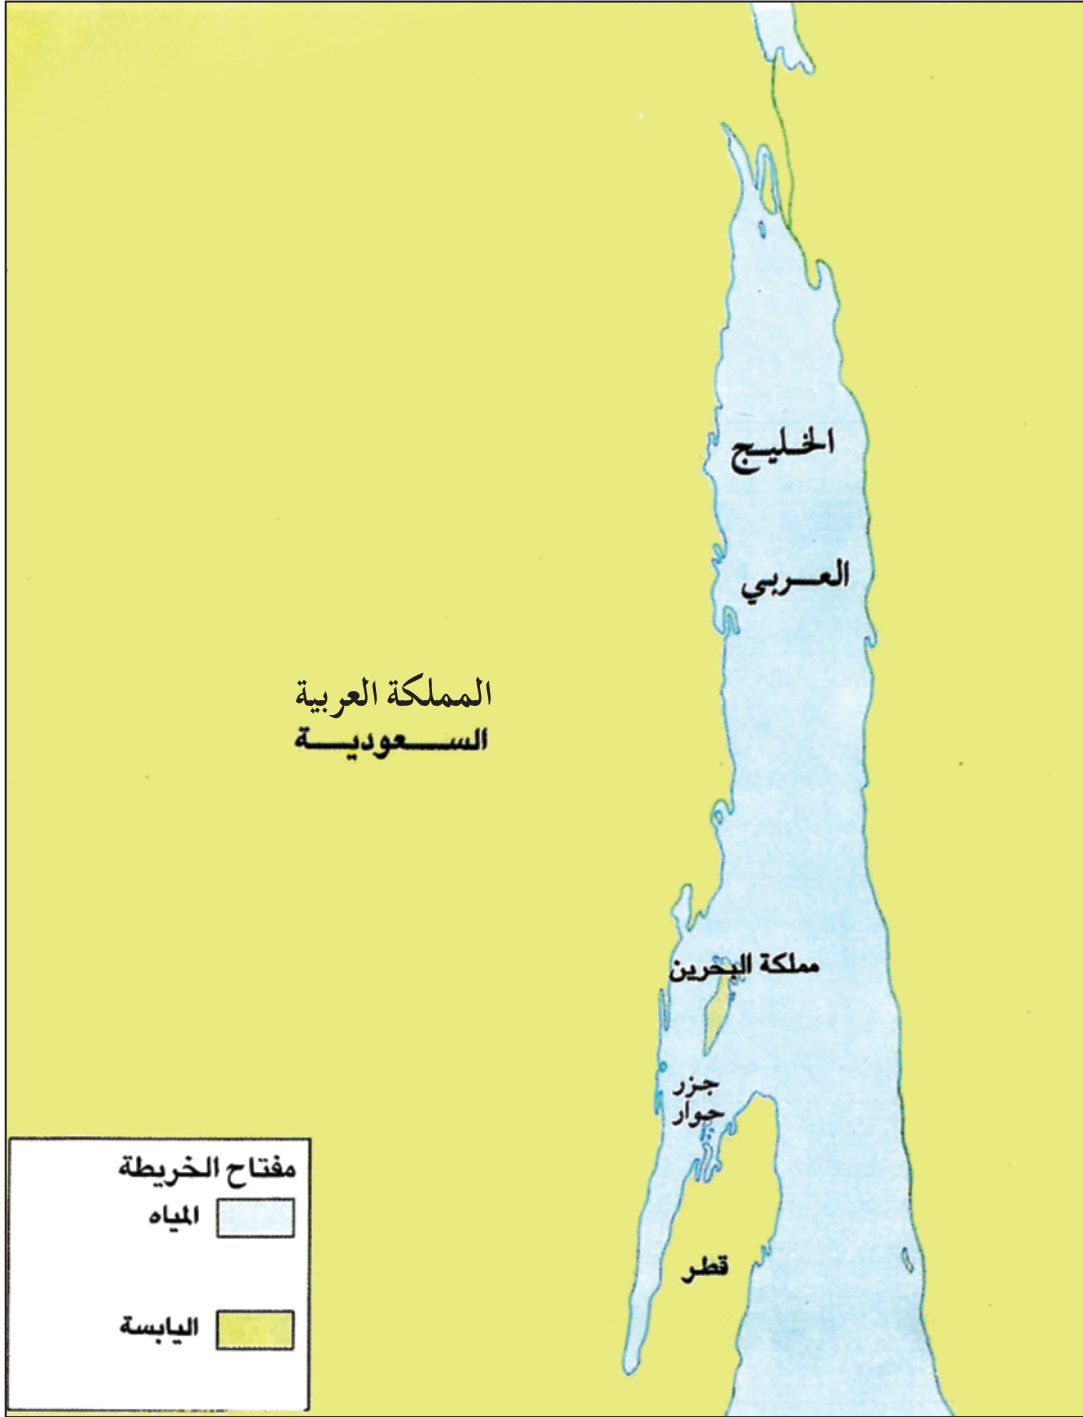 الخليج
العربي
المملكة العربية
السعودية
مملكة البحرين
جزر
حوار
قطر
مفتاح الخريطة
المياه
اليابسة